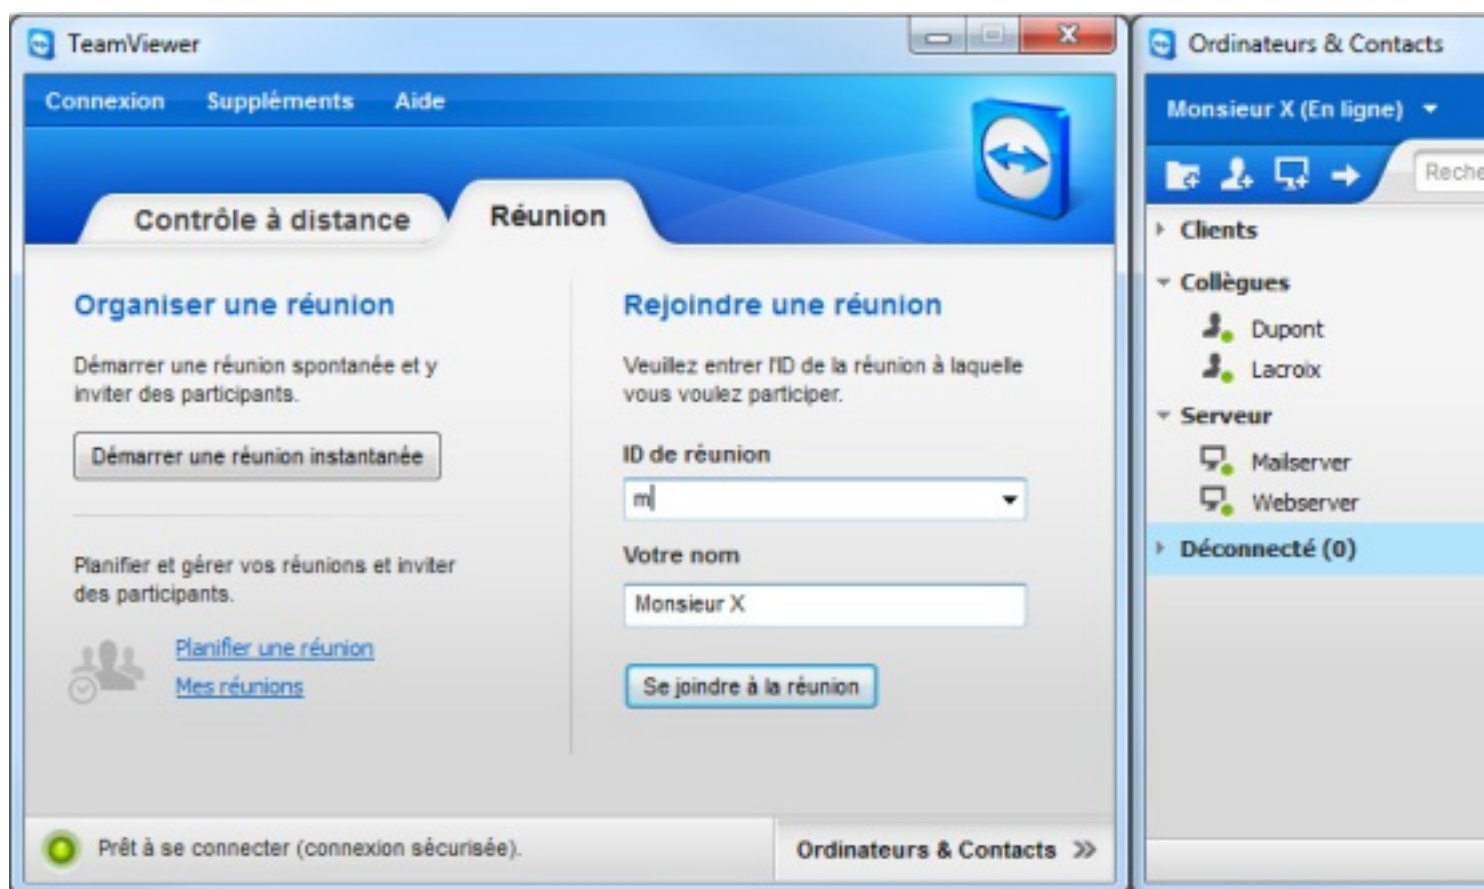 TeamViewer
Connexion Suppléments Aide
Contrôle à distance Réunion
Organiser une réunion
Démarrer une réunion spontanée et y
inviter des participants.
Démarrer une réunion instantanée
Planifier et gérer vos réunions et inviter
des participants.
Planifier une réunion
Mes réunions
Rejoindre une réunion
Veuillez entrer l'ID de la réunion à laquelle
vous voulez participer.
ID de réunion
m
Votre nom
Monsieur X
Se joindre à la réunion
Prêt à se connecter (connexion sécurisée).
Ordinateurs & Contacts
Ordinateurs & Contacts
Monsieur X (En ligne)
Reche
Clients
Collègues
Dupont
Lacroix
Serveur
Mailserver
Webserver
Déconnecté (0)